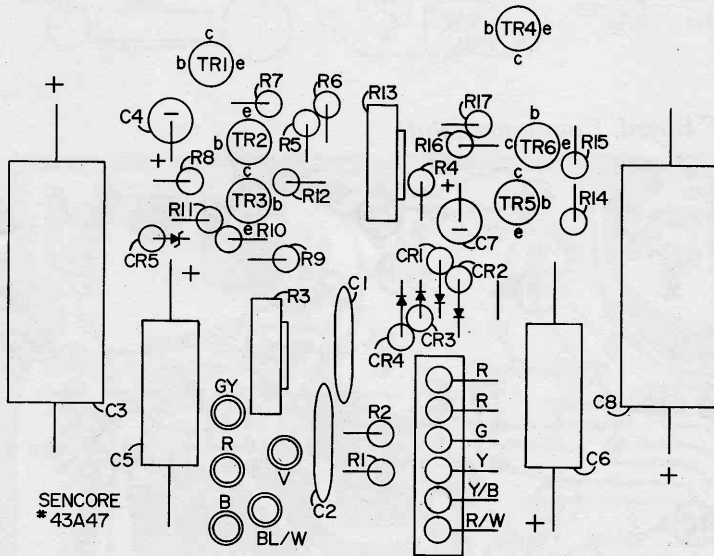 TR4
b e
c
c
b TR1 e
+
R7 R6
R13
C4
-
e
b TR2
c
R5
R17
R16
b
c TR6 e
c
R15
+
R8
TR3 b
e
R12
R4
+
TR5 b
e
R14
R11
R10
C7
-
CR5
+
R9
CR1
CR2
C1
R3
CR3
CR4
C3
GY
R
R
R
R2
G
C8
C5
R
V
R1
Y
C6
+
SENCORE
*43A47
B
BL/W
C2
Y/B
R/W
+